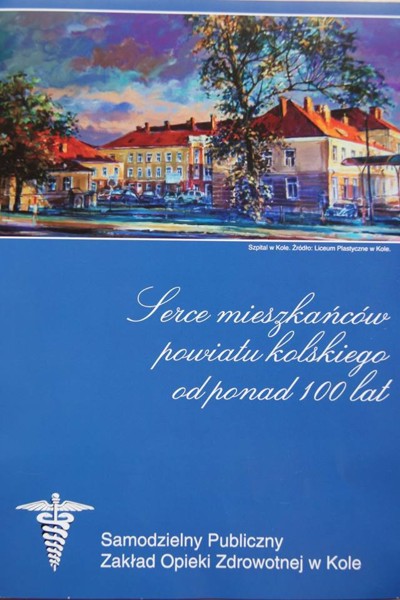 Szpital w Kole. Źródło: Liceum Plastyczne w Kole.
Serce mieszkańców
powiatu kolskiego
od ponad 100 lat
Samodzielny Publiczny
Zakład Opieki Zdrowotnej w Kole